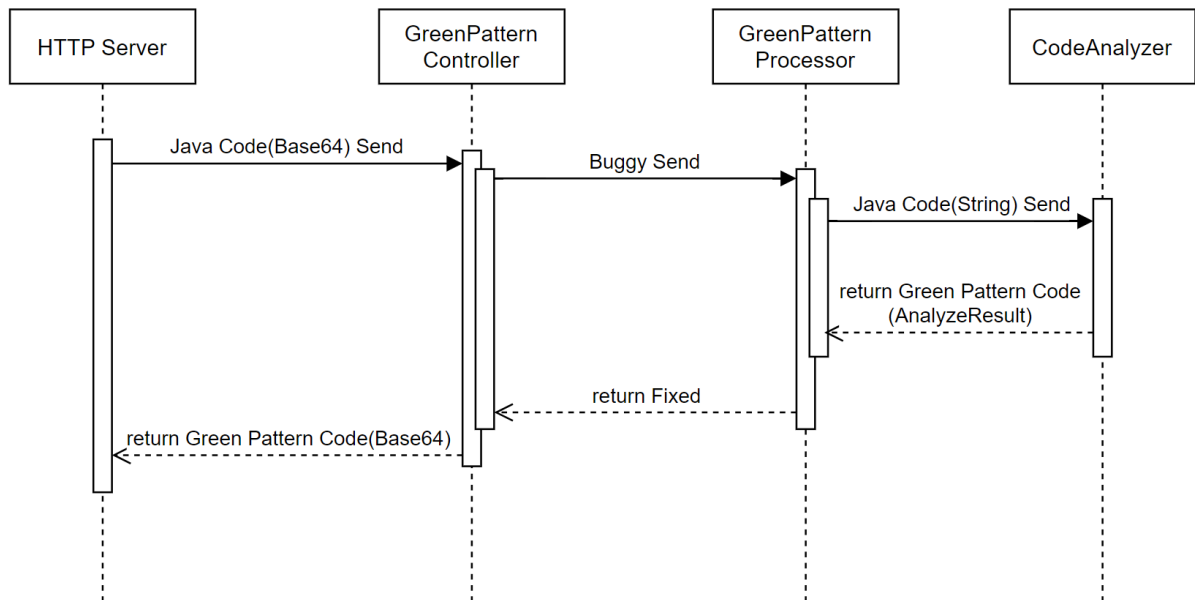 HTTP Server
GreenPattern
Controller
GreenPattern
Processor
CodeAnalyzer
Java Code(Base64) Send
Buggy Send
Java Code(String) Send
return Green Pattern Code
(AnalyzeResult)
return Fixed
return Green Pattern Code(Base64)